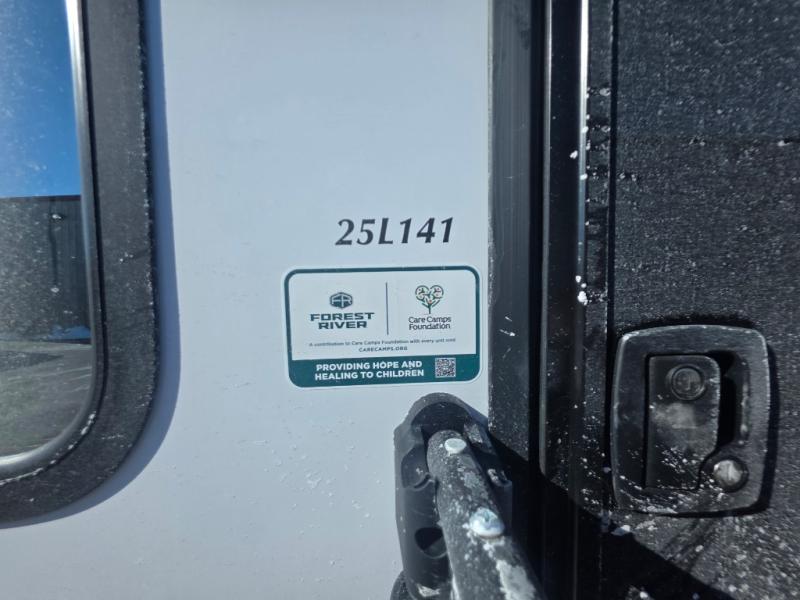 25L141
FOREST
RIVER
Care Camps
Foundation
A contribution to Care Camps Foundation with every unit sold
CARECAMPS.ORG
PROVIDING HOPE AND
HEALING TO CHILDREN